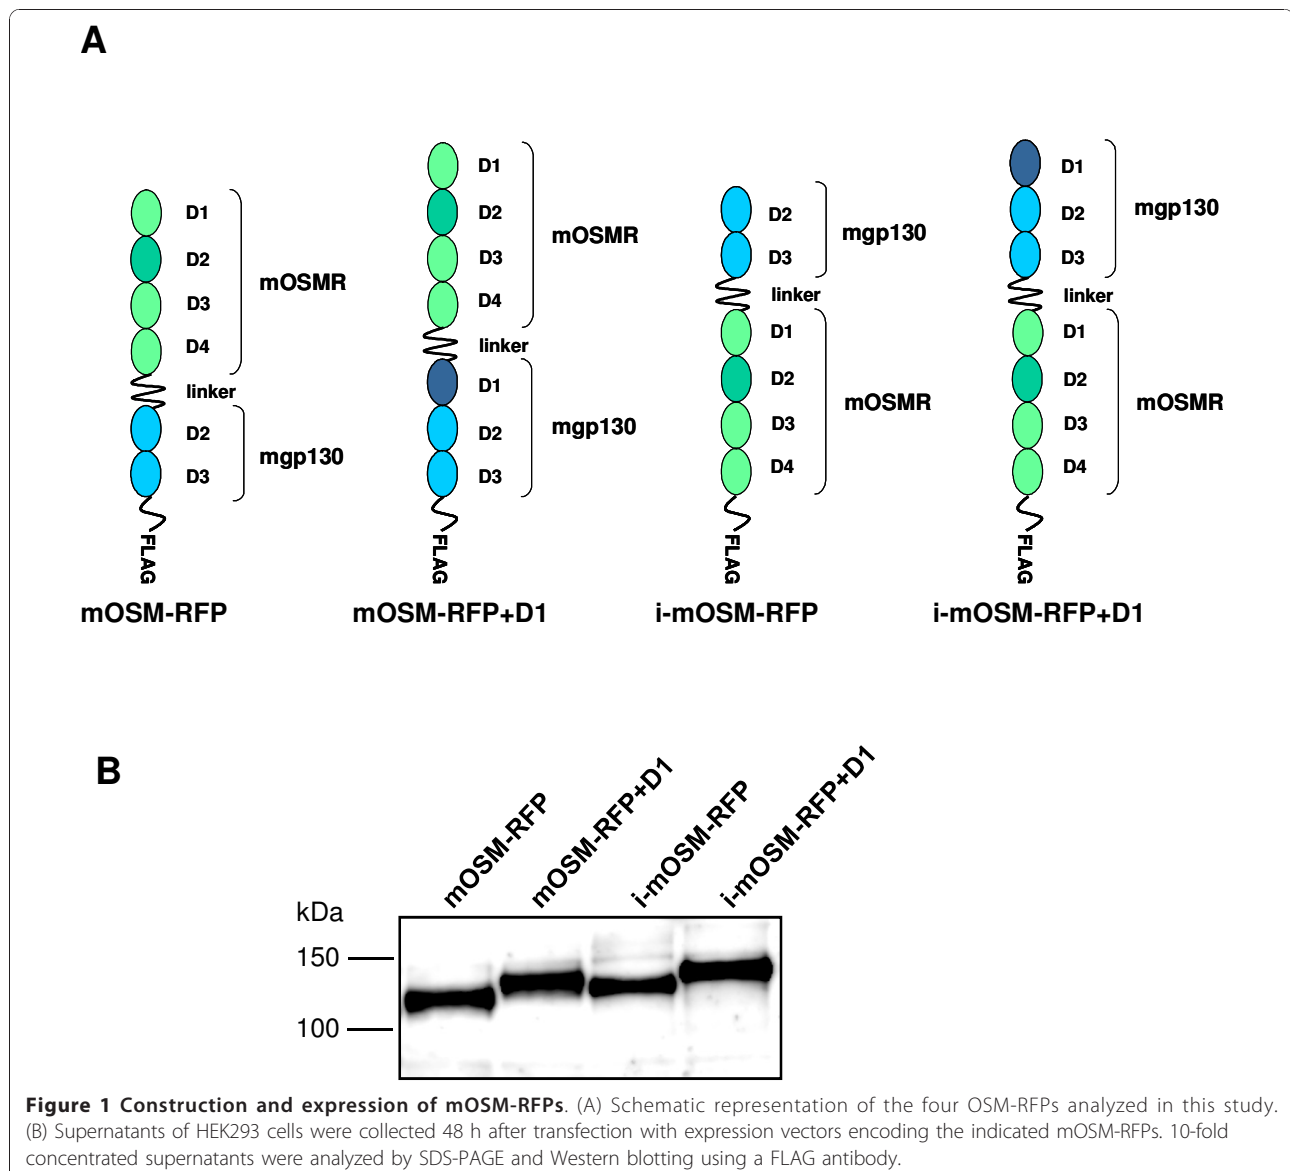 A
D1
D2
D3
D4
mOSMR
linker
D2
D3
mgp130
FLAG
mOSM-RFP
D1
D2
D3
D4
mOSMR
linker
D1
D2
D3
mgp130
FLAG
mOSM-RFP+D1
D2
D3
mgp130
linker
D1
D2
D3
D4
mOSMR
FLAG
i-mOSM-RFP
D1
D2
D3
mgp130
linker
D1
D2
D3
D4
mOSMR
FLAG
i-mOSM-RFP+D1
B
mOSM-RFP
mOSM-RFP+D1
i-mOSM-RFP
i-mOSM-RFP+D1
kDa
150
100
Figure 1 Construction and expression of mOSM-RFPs. (A) Schematic representation of the four OSM-RFPs analyzed in this study.
(B) Supernatants of HEK293 cells were collected 48 h after transfection with expression vectors encoding the indicated mOSM-RFPs. 10-fold
concentrated supernatants were analyzed by SDS-PAGE and Western blotting using a FLAG antibody.